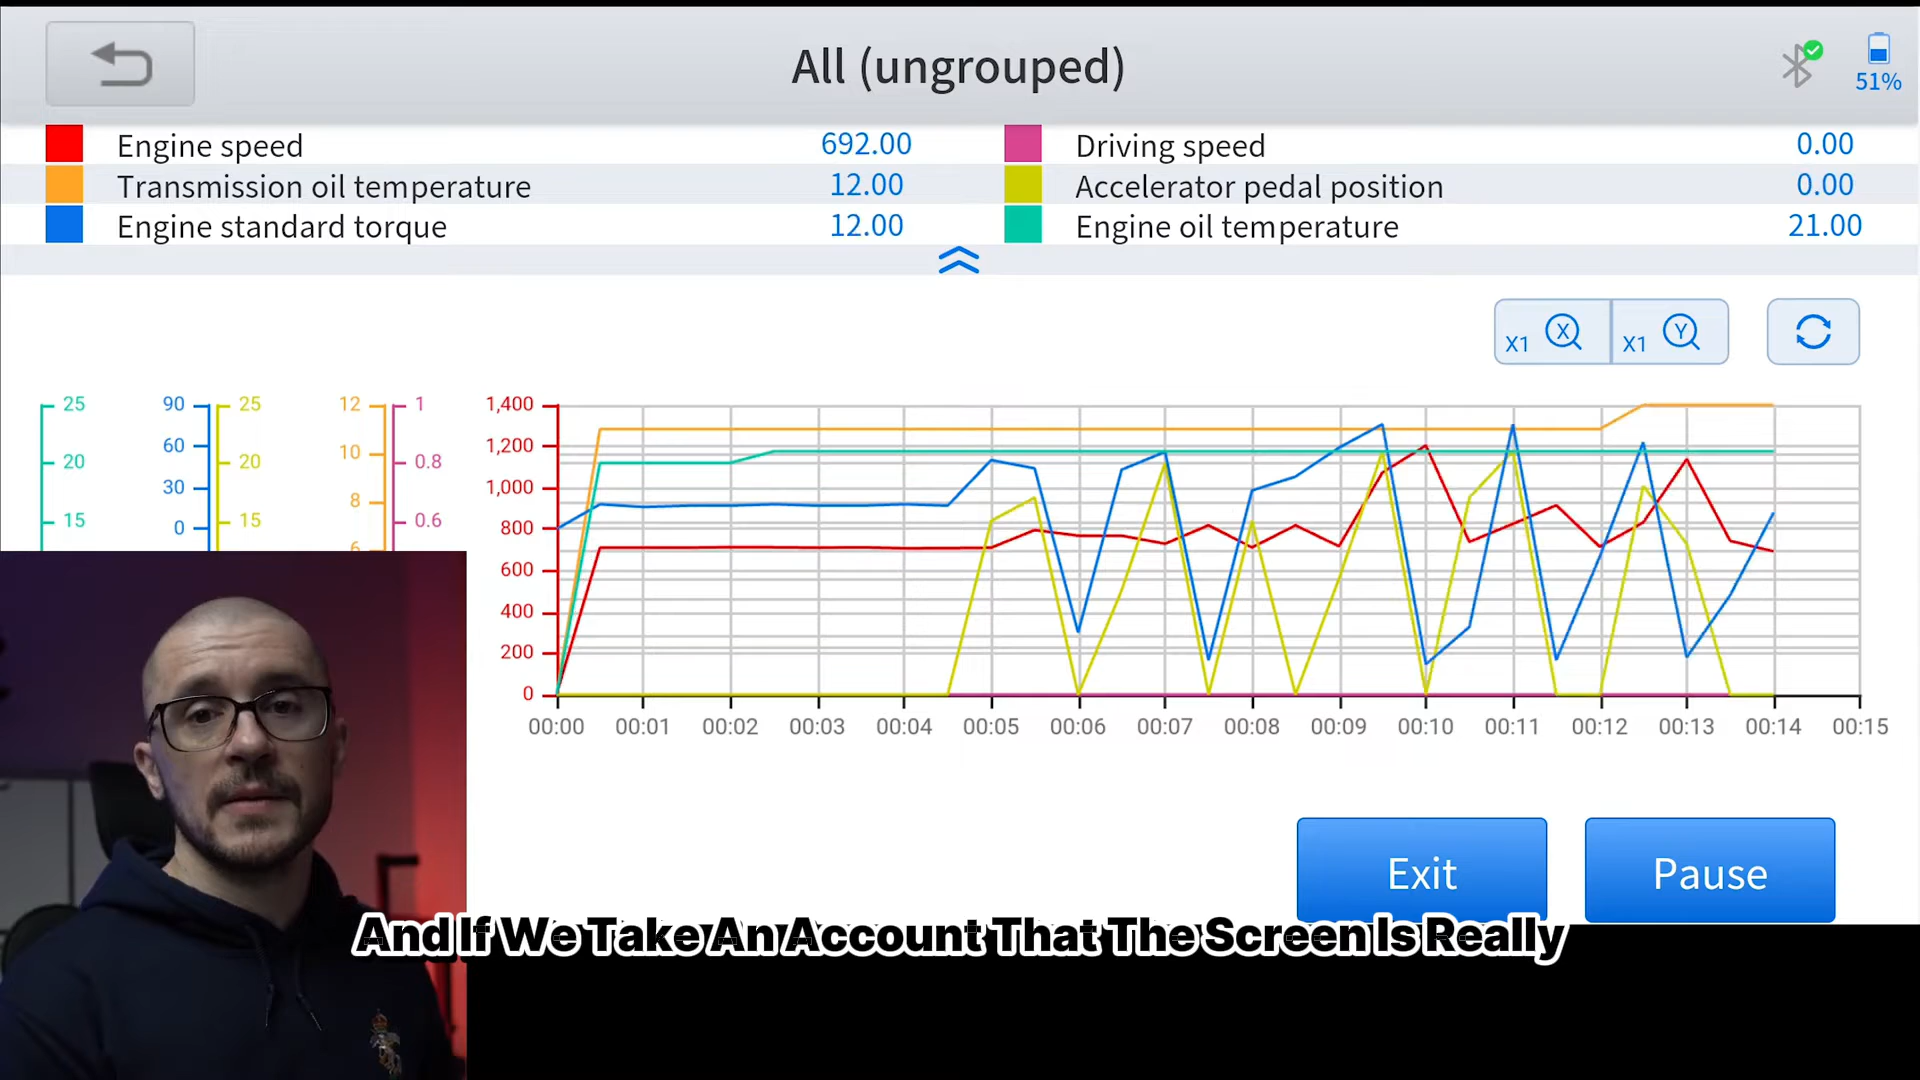 All (ungrouped)
51%
Engine speed 692.00 Driving speed 0.00
Transmission oil temperature 12.00 Accelerator pedal position 0.00
Engine standard torque 12.00 Engine oil temperature 21.00
X1 X X1 Y
25 90 25 12 1 1,400
60 1,200
20 20 10 0.8
30 1,000
15 15 8 0.6
0 800
6
600
400
200
0
00:00 00:01 00:02 00:03 00:04 00:05 00:06 00:07 00:08 00:09 00:10 00:11 00:12 00:13 00:14 00:15
Exit Pause
And If We Take An Account That The Screen Is Really